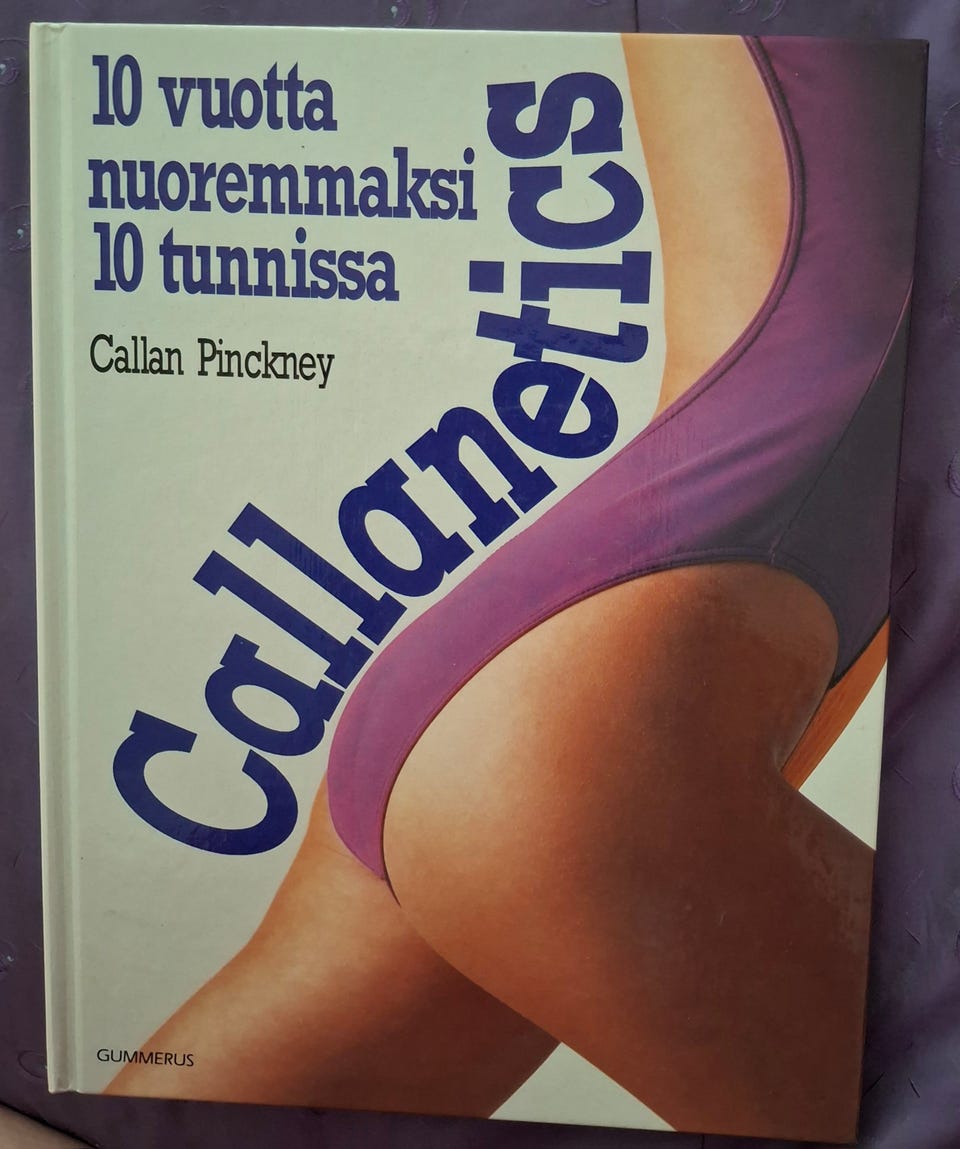 10 vuotta
nuoremmaksi
10 tunnissa
Callan Pinckney
Callanetics
GUMMERUS